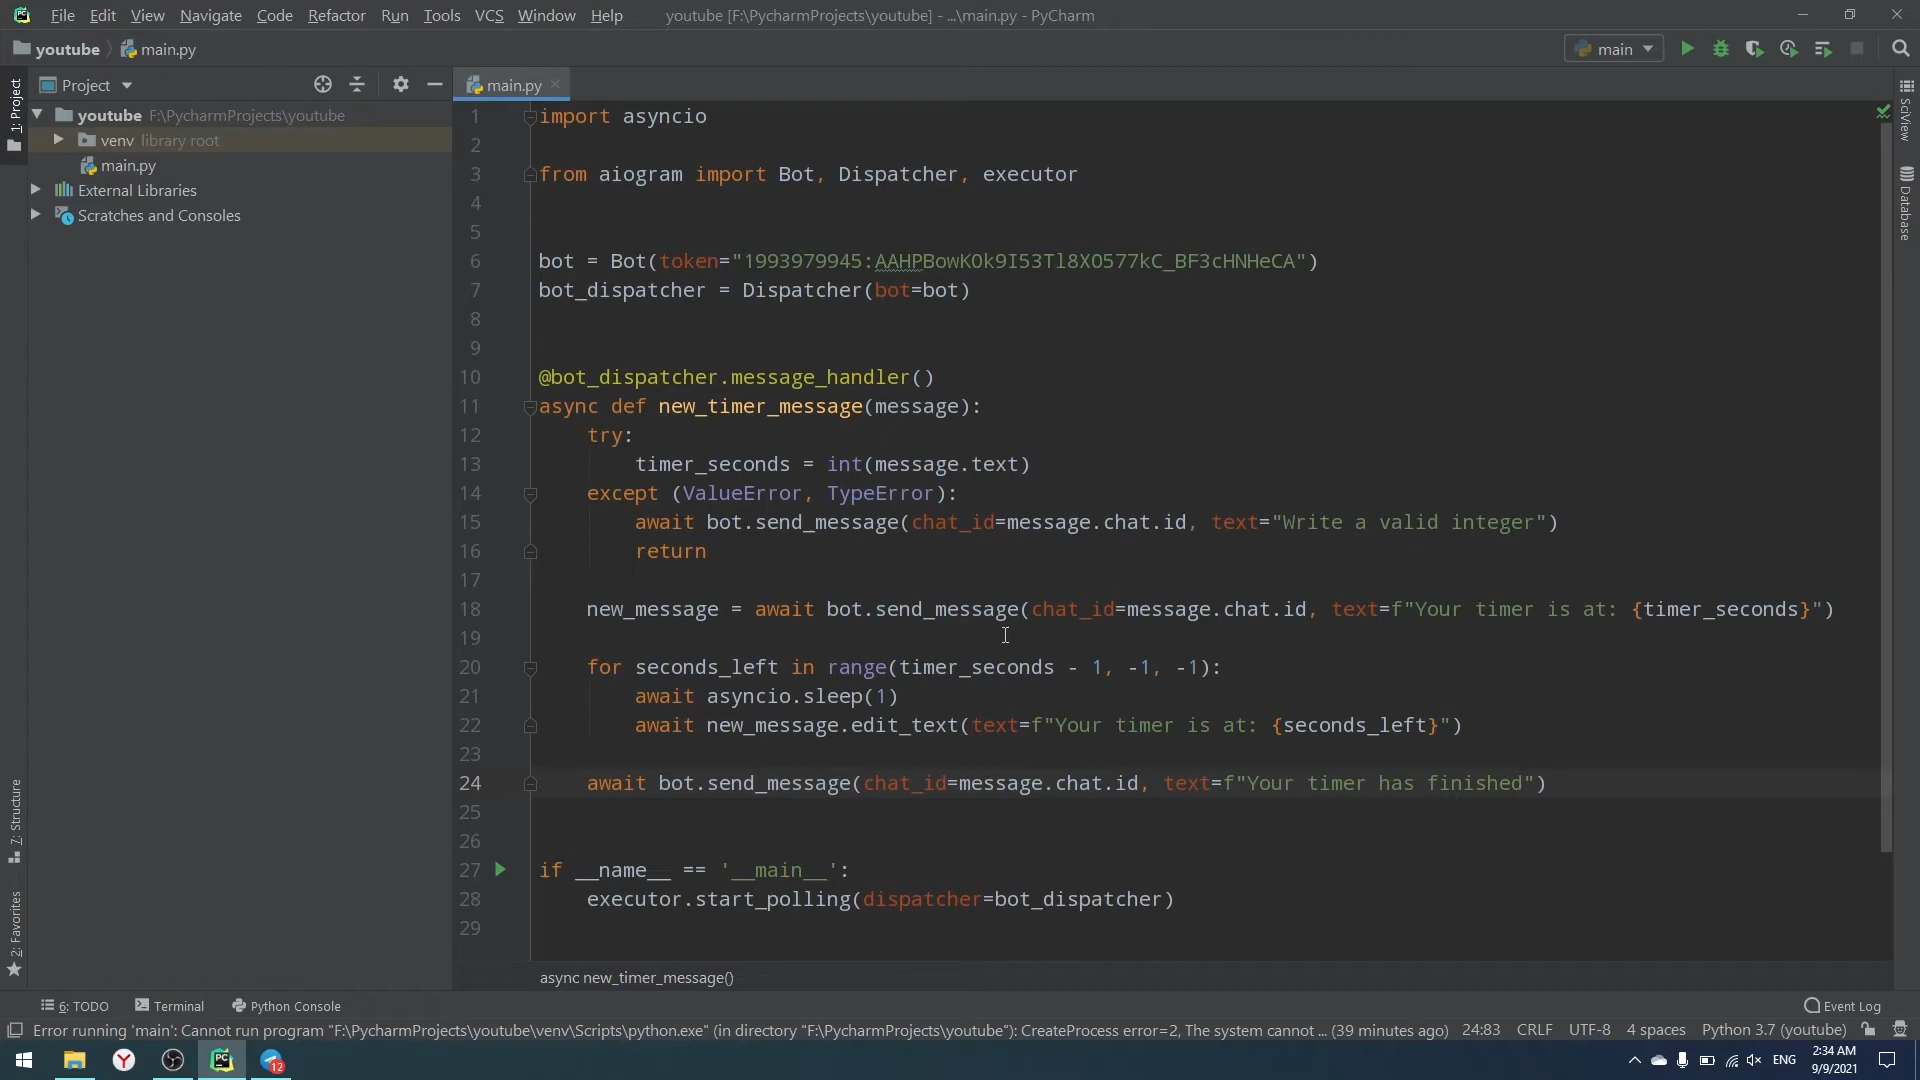 File Edit View Navigate Code Refactor Run Tools VCS Window Help youtube [F:\PycharmProjects\youtube] - ...\main.py - PyCharm
youtube main.py main
Project main.py
1: Project
youtube F:\PycharmProjects\youtube
venv library root
main.py
External Libraries
Scratches and Consoles
1 import asyncio
2
3 from aiogram import Bot, Dispatcher, executor
4
5
6 bot = Bot(token="1993979945:AAHPBowKOk9I53Tl8XO577kC_BF3cHNHeCA")
7 bot_dispatcher = Dispatcher(bot=bot)
8
9
10 @bot_dispatcher.message_handler()
11 async def new_timer_message(message):
12 try:
13 timer_seconds = int(message.text)
14 except (ValueError, TypeError):
15 await bot.send_message(chat_id=message.chat.id, text="Write a valid integer")
16 return
17
18 new_message = await bot.send_message(chat_id=message.chat.id, text=f"Your timer is at: {timer_seconds}")
19
20 for seconds_left in range(timer_seconds - 1, -1, -1):
21 await asyncio.sleep(1)
22 await new_message.edit_text(text=f"Your timer is at: {seconds_left}")
23
24 await bot.send_message(chat_id=message.chat.id, text=f"Your timer has finished")
25
26
27 if __name__ == '__main__':
28 executor.start_polling(dispatcher=bot_dispatcher)
29
async new_timer_message()
SciView
Database
7: Structure
2: Favorites
6: TODO Terminal Python Console Event Log
Error running 'main': Cannot run program "F:\PycharmProjects\youtube\venv\Scripts\python.exe" (in directory "F:\PycharmProjects\youtube"): CreateProcess error=2, The system cannot ... (39 minutes ago) 24:83 CRLF UTF-8 4 spaces Python 3.7 (youtube)
PC 12 ENG 2:34 AM
9/9/2021